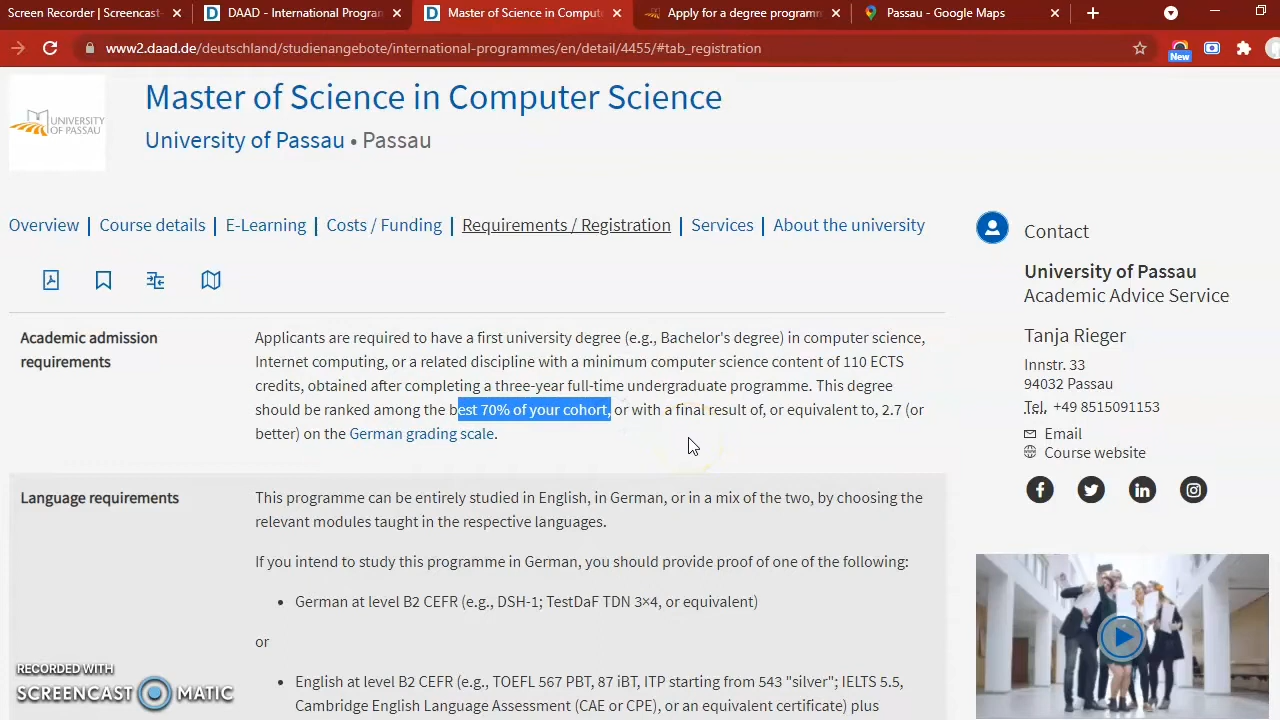 Screen Recorder | Screencast-
DAAD - International Program
Master of Science in Comput
Apply for a degree programm
Passau - Google Maps
www2.daad.de/deutschland/studienangebote/international-programmes/en/detail/4455/#tab_registration
New
UNIVERSITY
OF PASSAU
Master of Science in Computer Science
University of Passau • Passau
Overview | Course details | E-Learning | Costs / Funding | Requirements / Registration | Services | About the university
Academic admission
requirements
Applicants are required to have a first university degree (e.g., Bachelor's degree) in computer science,
Internet computing, or a related discipline with a minimum computer science content of 110 ECTS
credits, obtained after completing a three-year full-time undergraduate programme. This degree
should be ranked among the best 70% of your cohort, or with a final result of, or equivalent to, 2.7 (or
better) on the German grading scale.
Language requirements
This programme can be entirely studied in English, in German, or in a mix of the two, by choosing the
relevant modules taught in the respective languages.
If you intend to study this programme in German, you should provide proof of one of the following:
• German at level B2 CEFR (e.g., DSH-1; TestDaF TDN 3×4, or equivalent)
or
• English at level B2 CEFR (e.g., TOEFL 567 PBT, 87 iBT, ITP starting from 543 "silver"; IELTS 5.5,
Cambridge English Language Assessment (CAE or CPE), or an equivalent certificate) plus
Contact
University of Passau
Academic Advice Service
Tanja Rieger
Innstr. 33
94032 Passau
Tel. +49 8515091153
Email
Course website
RECORDED WITH
SCREENCAST MATIC